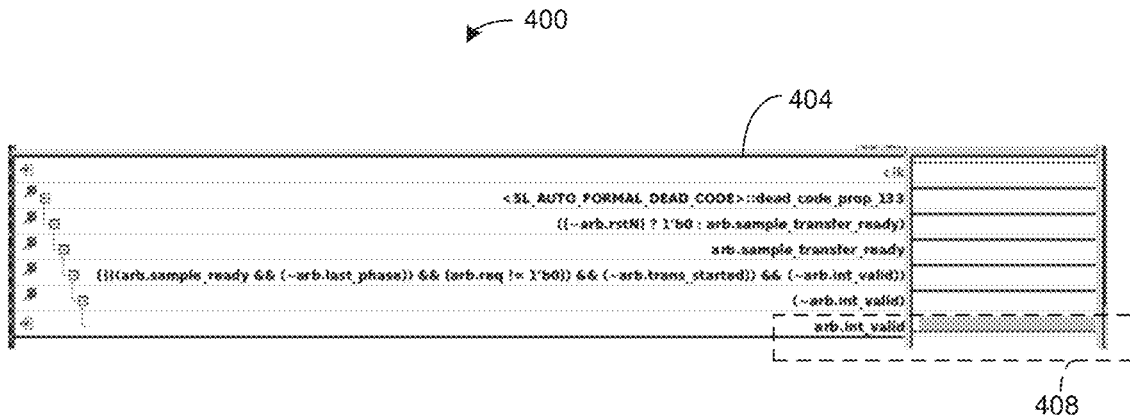 400
404
clk
<SL_AUTO_FORMAL_DEAD_CODE>::dead_code_prop_133
((~arb.rstN) ? 1'b0 : arb.sample_transfer_ready)
arb.sample_transfer_ready
((((arb.sample_ready && (~arb.last_phase)) && (arb.req != 1'b0)) && (~arb.trans_started)) && (~arb.int_valid))
(~arb.int_valid)
arb.int_valid
408